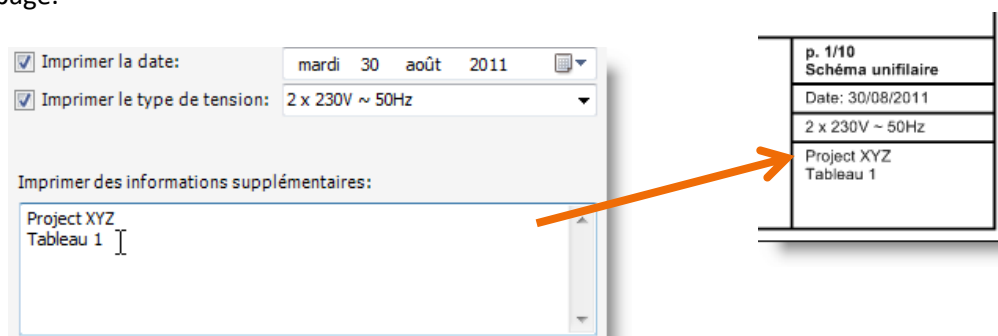 page.
Imprimer la date: mardi 30 août 2011
Imprimer le type de tension: 2 x 230V ~ 50Hz
Imprimer des informations supplémentaires:
Project XYZ
Tableau 1
p. 1/10
Schéma unifilaire
Date: 30/08/2011
2 x 230V ~ 50Hz
Project XYZ
Tableau 1